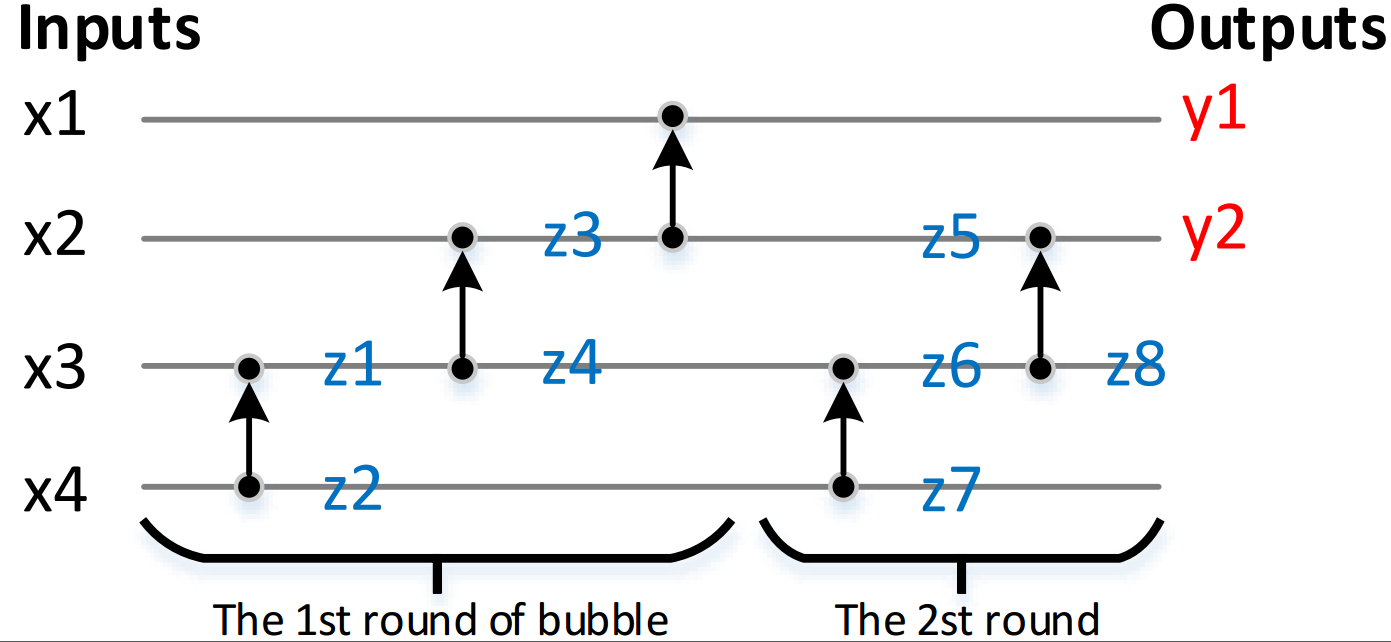 Inputs Outputs
x1 y1
x2 z3 z5 y2
x3 z1 z4 z6 z8
x4 z2 z7
The 1st round of bubble The 2st round